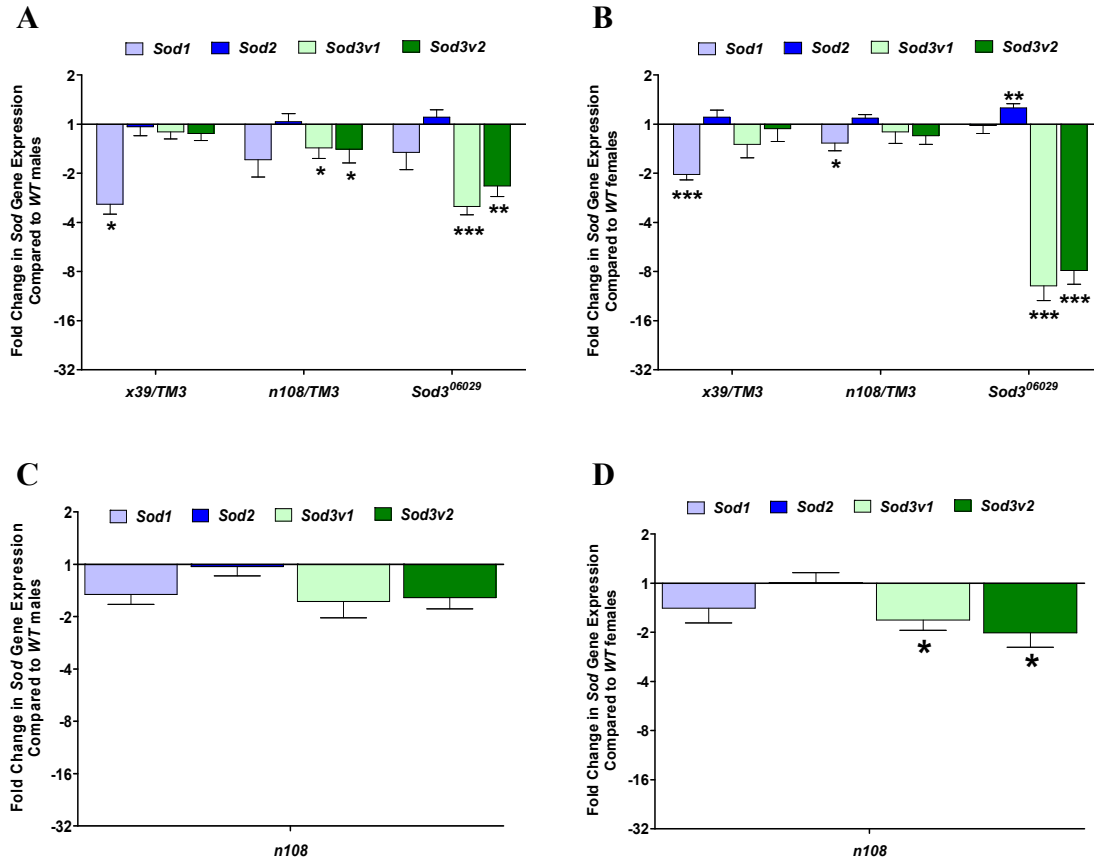 A
Sod1 Sod2 Sod3v1 Sod3v2
Fold Change in Sod Gene Expression
Compared to WT males
2
1
-2
-4
-8
-16
-32
*
*
*
***
**
x39/TM3 n108/TM3 Sod3^06029
B
Sod1 Sod2 Sod3v1 Sod3v2
Fold Change in Sod Gene Expression
Compared to WT females
2
1
-2
-4
-8
-16
-32
***
*
**
***
***
x39/TM3 n108/TM3 Sod3^06029
C
Sod1 Sod2 Sod3v1 Sod3v2
Fold Change in Sod Gene Expression
Compared to WT males
2
1
-2
-4
-8
-16
-32
n108
D
Sod1 Sod2 Sod3v1 Sod3v2
Fold Change in Sod Gene Expression
Compared to WT females
2
1
-2
-4
-8
-16
-32
*
*
n108